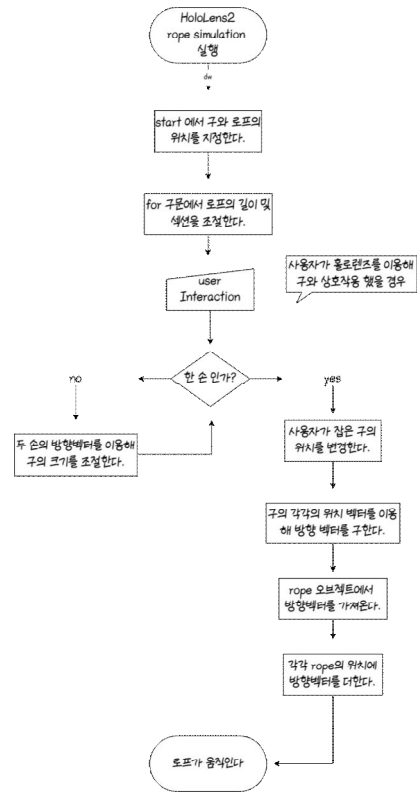 HoloLens2
rope simulation
실행
dw
start 에서 구와 로프의
위치를 지정한다.
for 구문에서 로프의 길이 및
섹션을 조절한다.
user
Interaction
사용자가 홀로렌즈를 이용해
구와 상호작용 했을 경우
한 손 인가?
no
yes
두 손의 방향벡터를 이용해
구의 크기를 조절한다.
사용자가 잡은 구의
위치를 변경한다.
구의 각각의 위치 벡터를 이용
해 방향 벡터를 구한다.
rope 오브젝트에서
방향벡터를 가져온다.
각각 rope의 위치에
방향벡터를 더한다.
로프가 움직인다